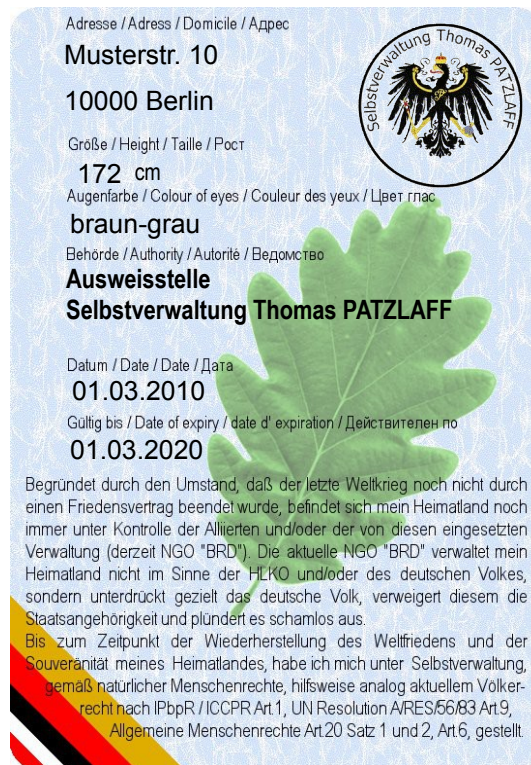 Adresse / Adress / Domicile / Адрес
Musterstr. 10
10000 Berlin
Selbstverwaltung Thomas PATZLAFF
Größe / Height / Taille / Рост
172 cm
Augenfarbe / Colour of eyes / Couleur des yeux / Цвет глас
braun-grau
Behörde / Authority / Autorité / Ведомство
Ausweisstelle
Selbstverwaltung Thomas PATZLAFF
Datum / Date / Date / Дата
01.03.2010
Gültig bis / Date of expiry / date d' expiration / Действителен по
01.03.2020
Begründet durch den Umstand, daß der letzte Weltkrieg noch nicht durch
einen Friedensvertrag beendet wurde, befindet sich mein Heimatland noch
immer unter Kontrolle der Alliierten und/oder der von diesen eingesetzten
Verwaltung (derzeit NGO "BRD"). Die aktuelle NGO "BRD" verwaltet mein
Heimatland nicht im Sinne der HLKO und/oder des deutschen Volkes,
sondern unterdrückt gezielt das deutsche Volk, verweigert diesem die
Staatsangehörigkeit und plündert es schamlos aus.
Bis zum Zeitpunkt der Wiederherstellung des Weltfriedens und der
Souveränität meines Heimatlandes, habe ich mich unter Selbstverwaltung,
gemäß natürlicher Menschenrechte, hilfsweise analog aktuellem Völker-
recht nach IPbpR / ICCPR Art.1, UN Resolution A/RES/56/83 Art.9,
Allgemeine Menschenrechte Art.20 Satz 1 und 2, Art.6, gestellt.